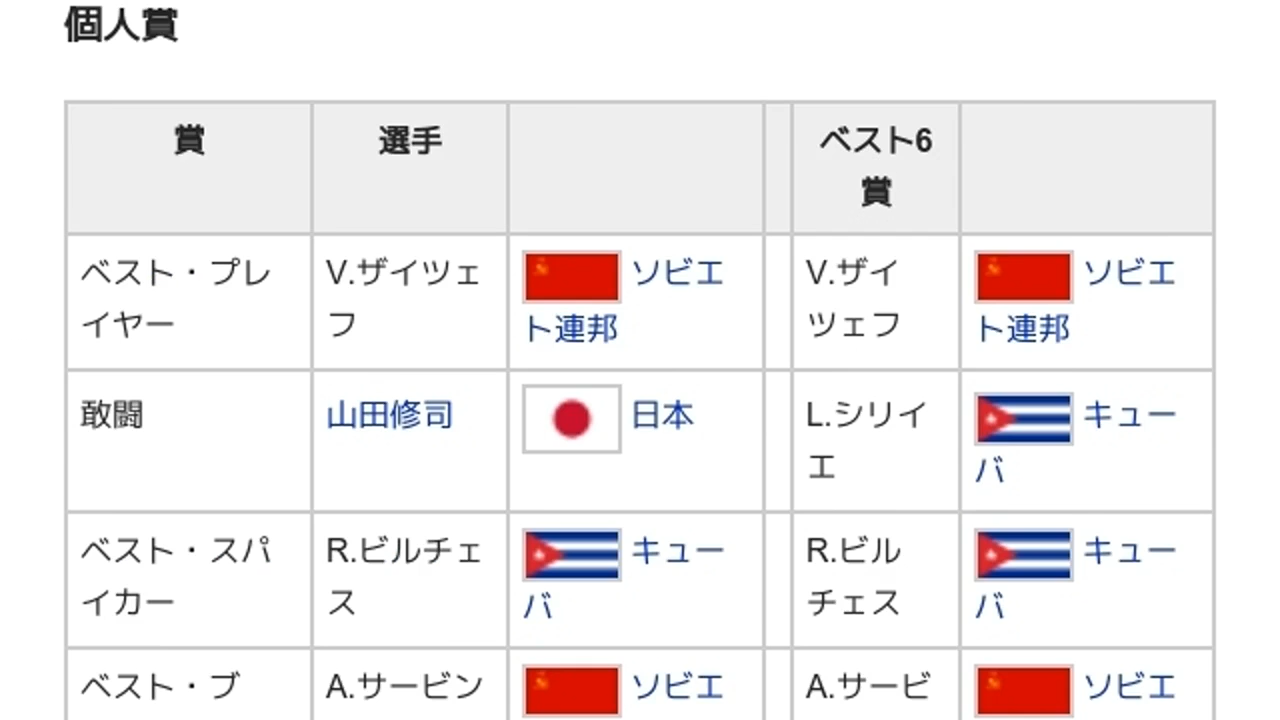 個人賞
賞 選手 ベスト6
賞
ベスト・プレ V.ザイツェ ソビエ V.ザイ ソビエ
イヤー フ ト連邦 ツェフ ト連邦
敢闘 山田修司 日本 L.シリイ キュー
エ バ
ベスト・スパ R.ビルチェ キュー R.ビル キュー
イカー ス バ チェス バ
ベスト・ブ A.サービン ソビエ A.サービ ソビエ